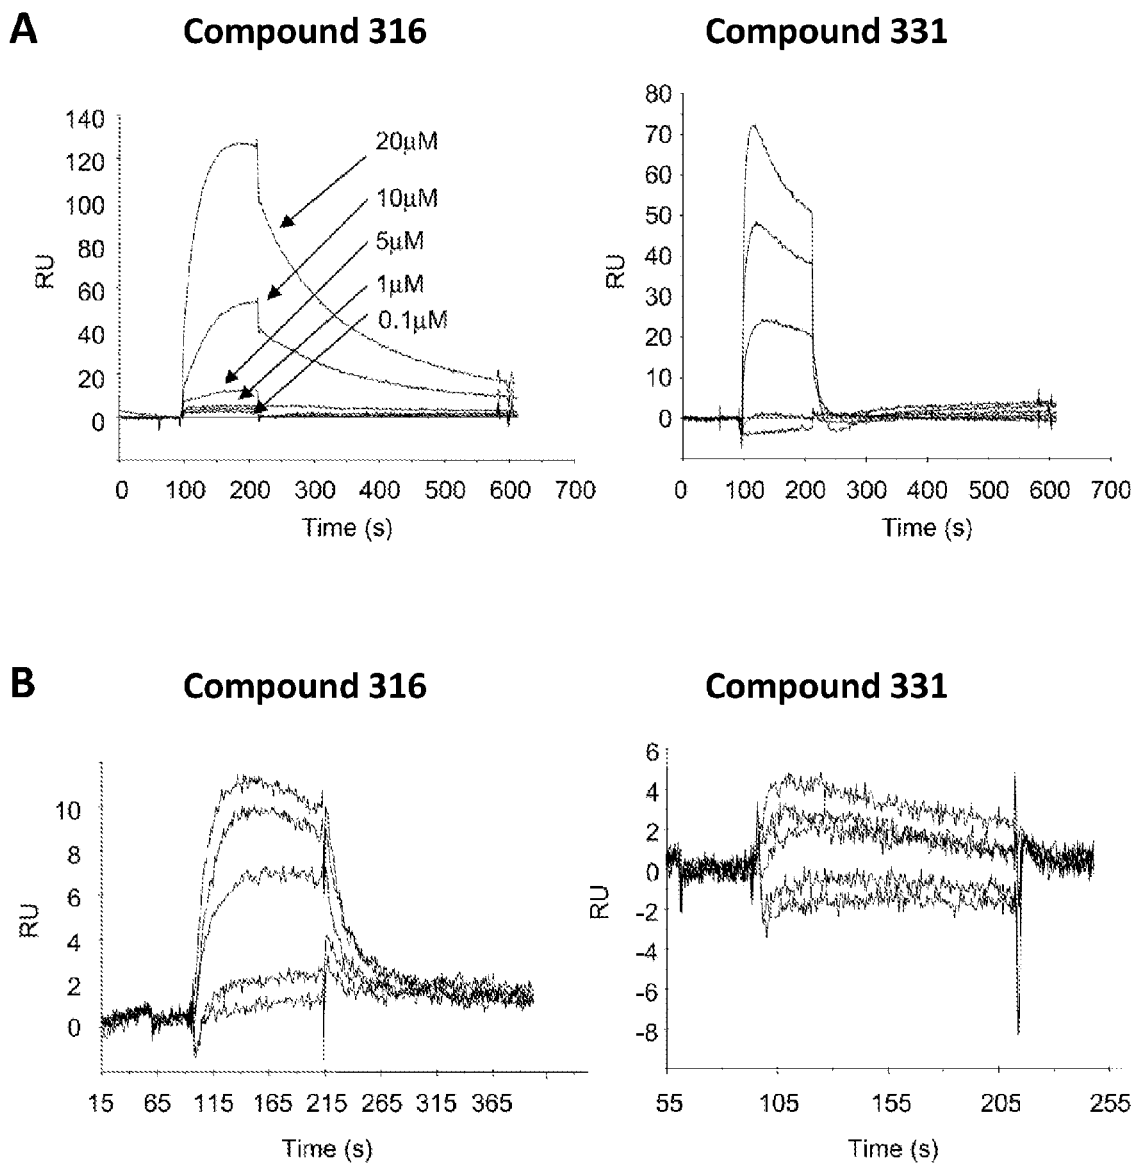 A
Compound 316
Compound 331
140
120
100
80
60
40
20
0
RU
20µM
10µM
5µM
1µM
0.1µM
0 100 200 300 400 500 600 700
Time (s)
80
70
60
50
40
30
20
10
0
RU
0 100 200 300 400 500 600 700
Time (s)
B
Compound 316
Compound 331
10
8
6
4
2
0
RU
15 65 115 165 215 265 315 365
Time (s)
6
4
2
0
-2
-4
-6
-8
RU
55 105 155 205 255
Time (s)